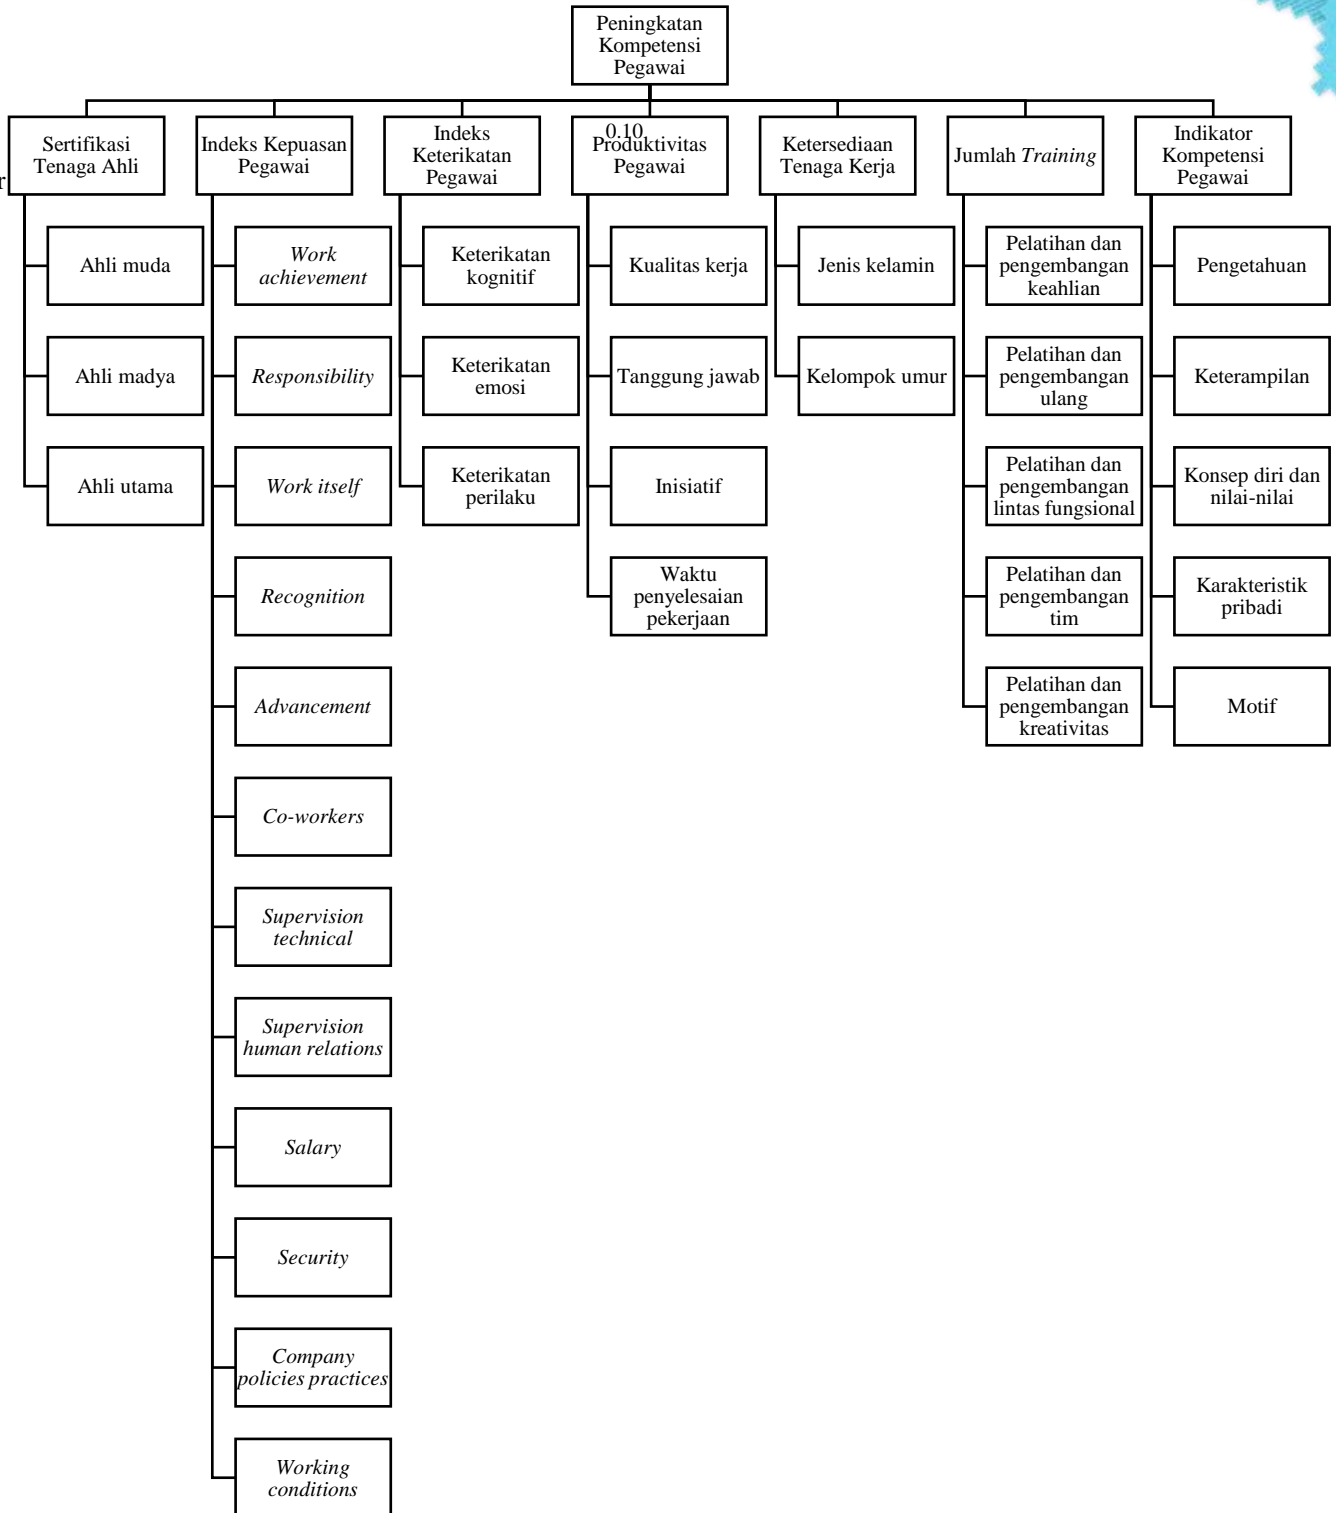 Peningkatan
Kompetensi
Pegawai
Sertifikasi
Tenaga Ahli
r
Ahli muda
Ahli madya
Ahli utama
Indeks Kepuasan
Pegawai
Work
achievement
Responsibility
Work itself
Recognition
Advancement
Co-workers
Supervision
technical
Supervision
human relations
Salary
Security
Company
policies practices
Working
conditions
Indeks
Keterikatan
Pegawai
Keterikatan
kognitif
Keterikatan
emosi
Keterikatan
perilaku
0.10
Produktivitas
Pegawai
Kualitas kerja
Tanggung jawab
Inisiatif
Waktu
penyelesaian
pekerjaan
Ketersediaan
Tenaga Kerja
Jenis kelamin
Kelompok umur
Jumlah Training
Pelatihan dan
pengembangan
keahlian
Pelatihan dan
pengembangan
ulang
Pelatihan dan
pengembangan
lintas fungsional
Pelatihan dan
pengembangan
tim
Pelatihan dan
pengembangan
kreativitas
Indikator
Kompetensi
Pegawai
Pengetahuan
Keterampilan
Konsep diri dan
nilai-nilai
Karakteristik
pribadi
Motif